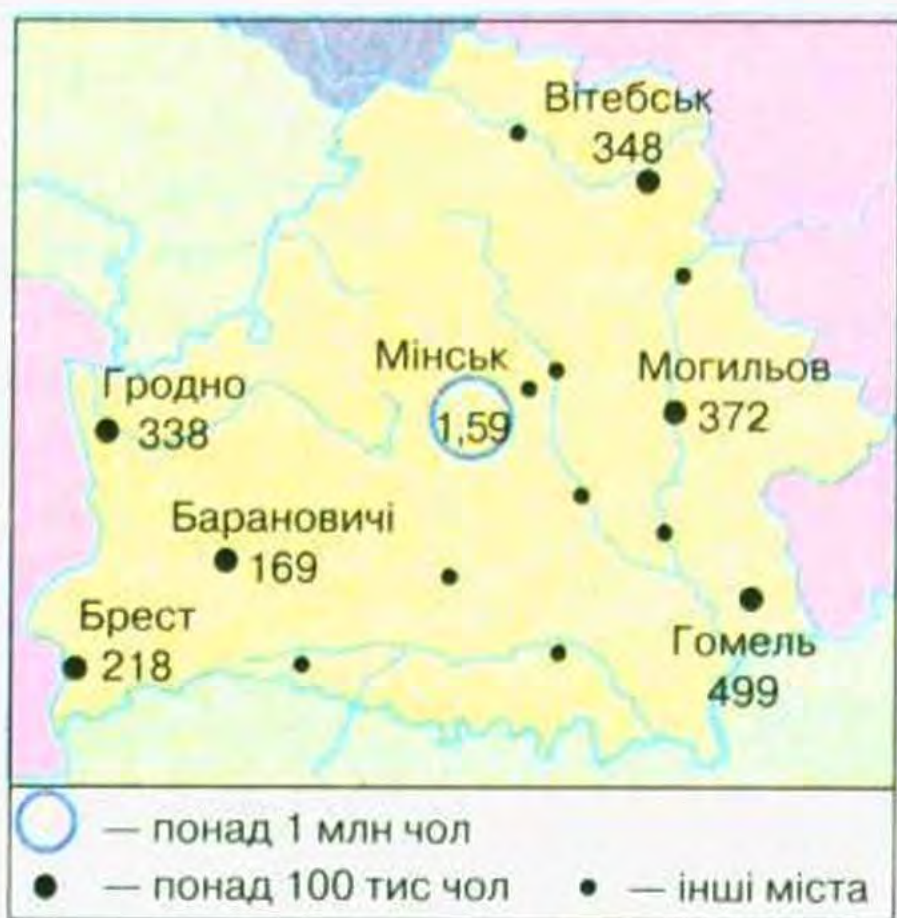 Вітебськ
348
Мінськ
1,59
Могильов
372
Гродно
338
Барановичі
169
Брест
218
Гомель
499
— понад 1 млн чол
— понад 100 тис чол
— інші міста